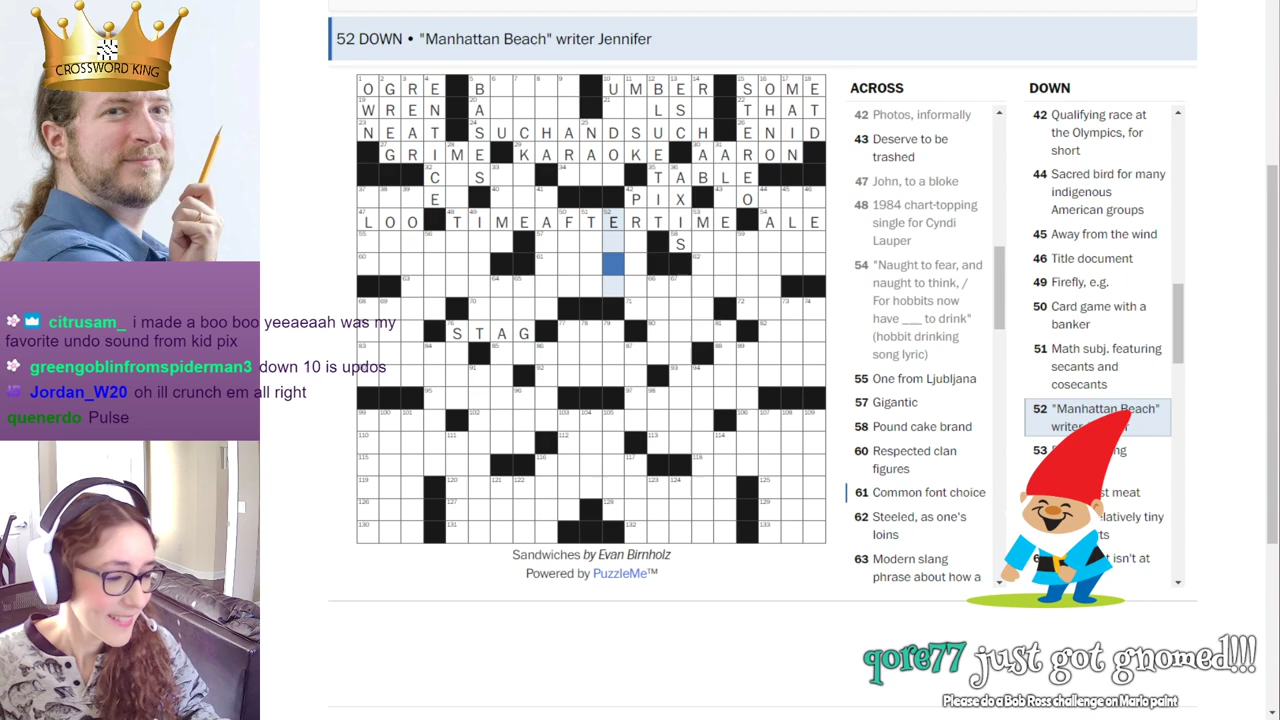 CROSSWORD KING
52 DOWN • "Manhattan Beach" writer Jennifer
OGRE B UMBER SOME
WREN A LS THAT
NEAT SUCHANDSUCH ENID
GRIME KARAOKE AARON
C S TABLE
E PIX O
LOO TIMEAFTERTIME ALE
S
STAG
Sandwiches by Evan Birnholz
Powered by PuzzleMe™
ACROSS
42 Photos, informally
43 Deserve to be
trashed
47 John, to a bloke
48 1984 chart-topping
single for Cyndi
Lauper
54 "Naught to fear, and
naught to think, /
For hobbits now
have ___ to drink"
(hobbit drinking
song lyric)
55 One from Ljubljana
57 Gigantic
58 Pound cake brand
60 Respected clan
figures
61 Common font choice
62 Steeled, as one's
loins
63 Modern slang
phrase about how a
DOWN
42 Qualifying race at
the Olympics, for
short
44 Sacred bird for many
indigenous
American groups
45 Away from the wind
46 Title document
49 Firefly, e.g.
50 Card game with a
banker
51 Math subj. featuring
secants and
cosecants
52 "Manhattan Beach"
53
st meat
latively tiny
t isn't at
citrusam_ i made a boo boo yeeaeaah was my
favorite undo sound from kid pix
greengoblinfromspiderman3 down 10 is updos
Jordan_W20 oh ill crunch em all right
quenerdo Pulse
qore77 just got gnomed!!!
Please do a Bob Ross challenge on Mario paint